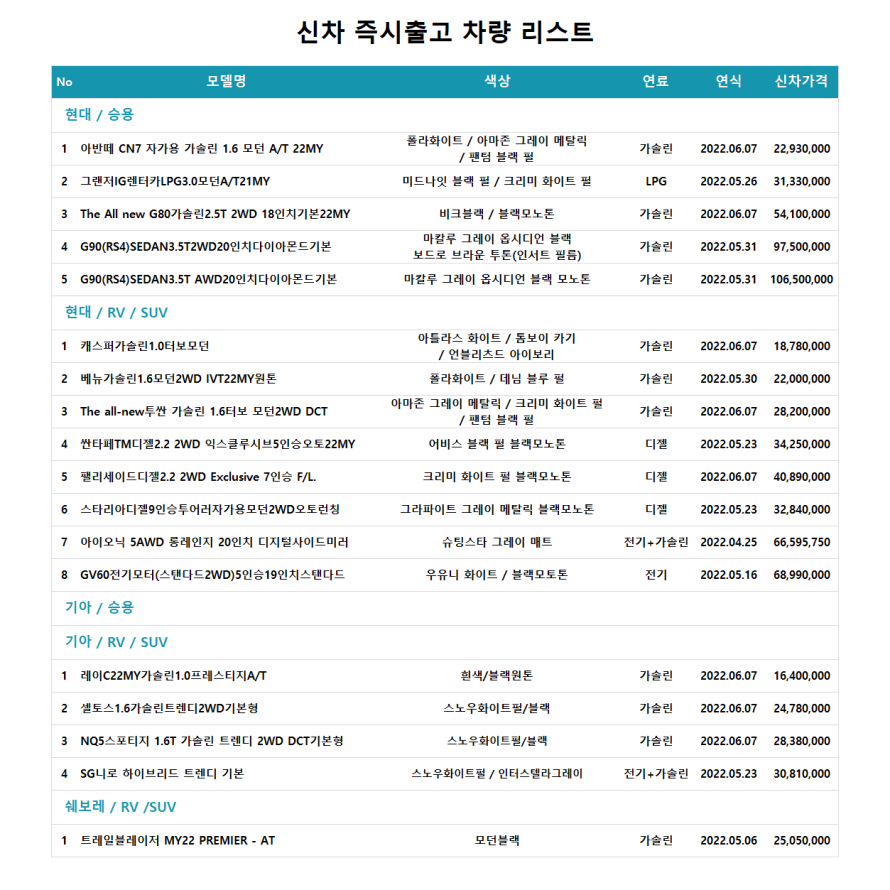 신차 즉시출고 차량 리스트
No 모델명 색상 연료 연식 신차가격
현대 / 승용
1 아반떼 CN7 자가용 가솔린 1.6 모던 A/T 22MY 폴라화이트 / 아마존 그레이 메탈릭 / 팬텀 블랙 펄 가솔린 2022.06.07 22,930,000
2 그랜저IG렌터카LPG3.0모던A/T21MY 미드나잇 블랙 펄 / 크리미 화이트 펄 LPG 2022.05.26 31,330,000
3 The All new G80가솔린2.5T 2WD 18인치기본22MY 비크블랙 / 블랙모노톤 가솔린 2022.06.07 54,100,000
4 G90(RS4)SEDAN3.5T2WD20인치다이아몬드기본 마칼루 그레이 옵시디언 블랙 보드로 브라운 투톤(인서트 필름) 가솔린 2022.05.31 97,500,000
5 G90(RS4)SEDAN3.5T AWD20인치다이아몬드기본 마칼루 그레이 옵시디언 블랙 모노톤 가솔린 2022.05.31 106,500,000
현대 / RV / SUV
1 캐스퍼가솔린1.0터보모던 아틀라스 화이트 / 톰보이 카키 / 언블리츠드 아이보리 가솔린 2022.06.07 18,780,000
2 베뉴가솔린1.6모던2WD IVT22MY원톤 폴라화이트 / 데님 블루 펄 가솔린 2022.05.30 22,000,000
3 The all-new투싼 가솔린 1.6터보 모던2WD DCT 아마존 그레이 메탈릭 / 크리미 화이트 펄 / 팬텀 블랙 펄 가솔린 2022.06.07 28,200,000
4 싼타페TM디젤2.2 2WD 익스클루시브5인승오토22MY 어비스 블랙 펄 블랙모노톤 디젤 2022.05.23 34,250,000
5 팰리세이드디젤2.2 2WD Exclusive 7인승 F/L. 크리미 화이트 펄 블랙모노톤 디젤 2022.06.07 40,890,000
6 스타리아디젤9인승투어러자가용모던2WD오토런칭 그라파이트 그레이 메탈릭 블랙모노톤 디젤 2022.05.23 32,840,000
7 아이오닉 5AWD 롱레인지 20인치 디지털사이드미러 슈팅스타 그레이 매트 전기+가솔린 2022.04.25 66,595,750
8 GV60전기모터(스탠다드2WD)5인승19인치스탠다드 우유니 화이트 / 블랙모토톤 전기 2022.05.16 68,990,000
기아 / 승용
기아 / RV / SUV
1 레이C22MY가솔린1.0프레스티지A/T 흰색/블랙원톤 가솔린 2022.06.07 16,400,000
2 셀토스1.6가솔린트렌디2WD기본형 스노우화이트펄/블랙 가솔린 2022.06.07 24,780,000
3 NQ5스포티지 1.6T 가솔린 트렌디 2WD DCT기본형 스노우화이트펄/블랙 가솔린 2022.06.07 28,380,000
4 SG니로 하이브리드 트렌디 기본 스노우화이트펄 / 인터스텔라그레이 전기+가솔린 2022.05.23 30,810,000
쉐보레 / RV /SUV
1 트레일블레이저 MY22 PREMIER - AT 모던블랙 가솔린 2022.05.06 25,050,000